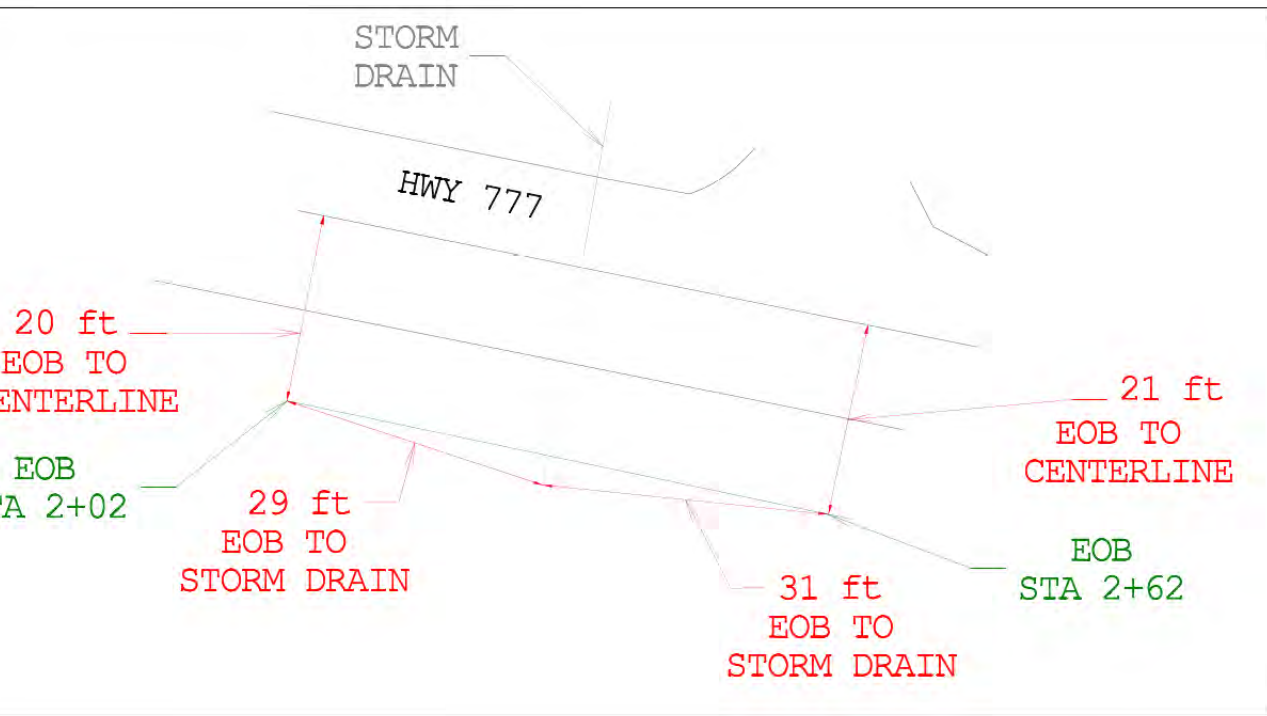 STORM
DRAIN
HWY 777
20 ft
EOB TO
ENTERLINE
EOB
TA 2+02
29 ft
EOB TO
STORM DRAIN
21 ft
EOB TO
CENTERLINE
EOB
STA 2+62
31 ft
EOB TO
STORM DRAIN